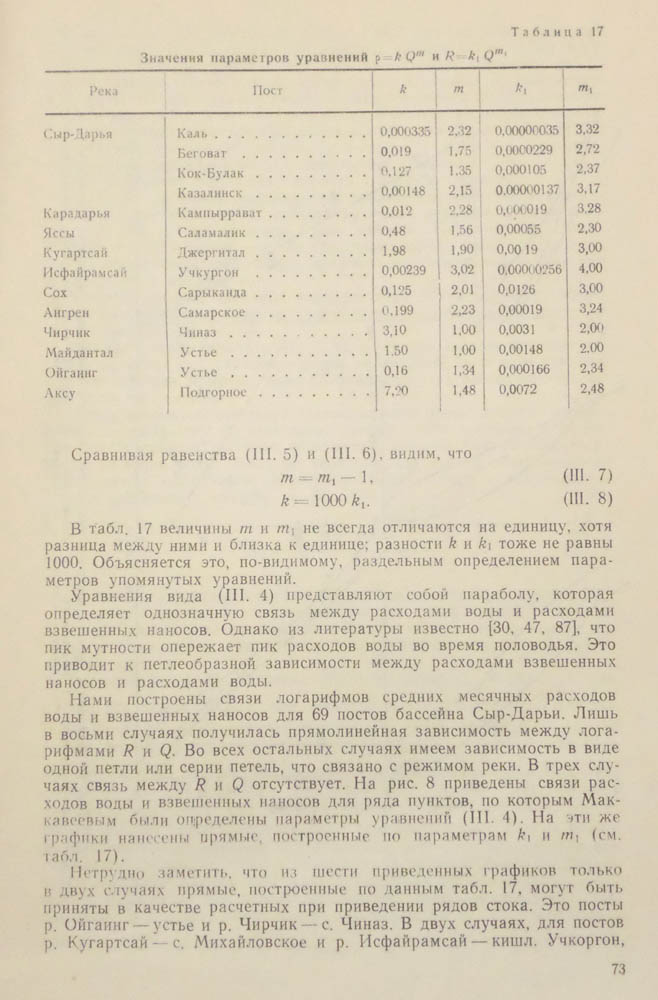 Таблица 17
Значения параметров уравнений ρ=k Qᵐ и R=k₁ Qᵐ¹
Река Пост k m k₁ m₁
Сыр-Дарья Каль . . . . . . . . . . . . 0,000335 2,32 0,00000035 3,32
Беговат . . . . . . . . . . 0,019 1,75 0,0000229 2,72
Кок-Булак . . . . . . . . . 0,127 1,35 0,000105 2,37
Казалинск . . . . . . . . . 0,00148 2,15 0,00000137 3,17
Карадарья Кампыррават . . . . . . . . 0,012 2,28 0,000019 3,28
Яссы Саламалик . . . . . . . . . 0,48 1,56 0,00055 2,30
Кугартсай Джергитал . . . . . . . . . 1,98 1,90 0,00 19 3,00
Исфайрамсай Учкургон . . . . . . . . . 0,00239 3,02 0,00000256 4,00
Сох Сарыканда . . . . . . . . . 0,125 2,01 0,0126 3,00
Ангрен Самарское . . . . . . . . . 0,199 2,23 0,00019 3,24
Чирчик Чиназ . . . . . . . . . . . 3,10 1,00 0,0031 2,00
Майдантал Устье . . . . . . . . . . . 1.50 1,00 0,00148 2.00
Ойгаинг Устье . . . . . . . . . . . 0,16 1,34 0,000166 2,34
Аксу Подгорное . . . . . . . . . 7,20 1,48 0,0072 2,48
Сравнивая равенства (III. 5) и (III. 6), видим, что
m = m₁ — 1, (III. 7)
k = 1000 k₁. (III. 8)
В табл. 17 величины m и m₁ не всегда отличаются на единицу, хотя
разница между ними и близка к единице; разности k и k₁ тоже не равны
1000. Объясняется это, по-видимому, раздельным определением пара-
метров упомянутых уравнений.
Уравнения вида (III. 4) представляют собой параболу, которая
определяет однозначную связь между расходами воды и расходами
взвешенных наносов. Однако из литературы известно [30, 47, 87], что
пик мутности опережает пик расходов воды во время половодья. Это
приводит к петлеобразной зависимости между расходами взвешенных
наносов и расходами воды.
Нами построены связи логарифмов средних месячных расходов
воды и взвешенных наносов для 69 постов бассейна Сыр-Дарьи. Лишь
в восьми случаях получилась прямолинейная зависимость между лога-
рифмами R и Q. Во всех остальных случаях имеем зависимость в виде
одной петли или серии петель, что связано с режимом реки. В трех слу-
чаях связь между R и Q отсутствует. На рис. 8 приведены связи рас-
ходов воды и взвешенных наносов для ряда пунктов, по которым Мак-
кавеевым были определены параметры уравнений (III. 4). На эти же
графики нанесены прямые, построенные по параметрам k₁ и m₁ (см.
табл. 17).
Нетрудно заметить, что из шести приведенных графиков только
в двух случаях прямые, построенные по данным табл. 17, могут быть
приняты в качестве расчетных при приведении рядов стока. Это посты
р. Ойгаинг — устье и р. Чирчик — с. Чиназ. В двух случаях, для постов
р. Кугартсай — с. Михайловское и р. Исфайрамсай — кишл. Учкоргон,
73